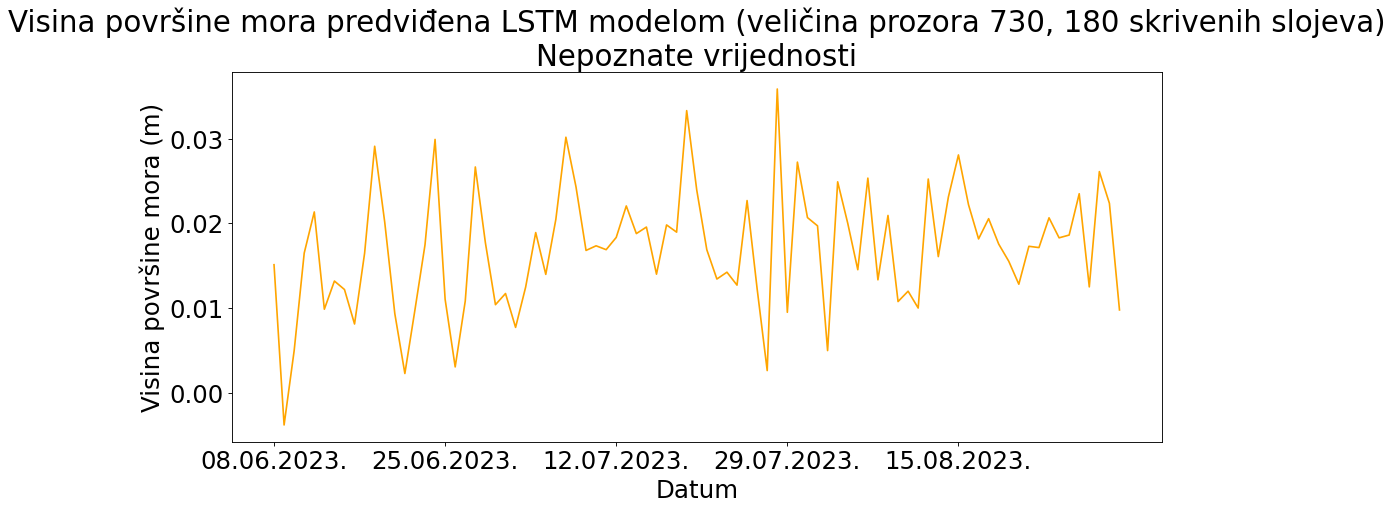 Visina površine mora predviđena LSTM modelom (veličina prozora 730, 180 skrivenih slojeva)
Nepoznate vrijednosti
Visina površine mora (m)
0.03
0.02
0.01
0.00
08.06.2023. 25.06.2023. 12.07.2023. 29.07.2023. 15.08.2023.
Datum